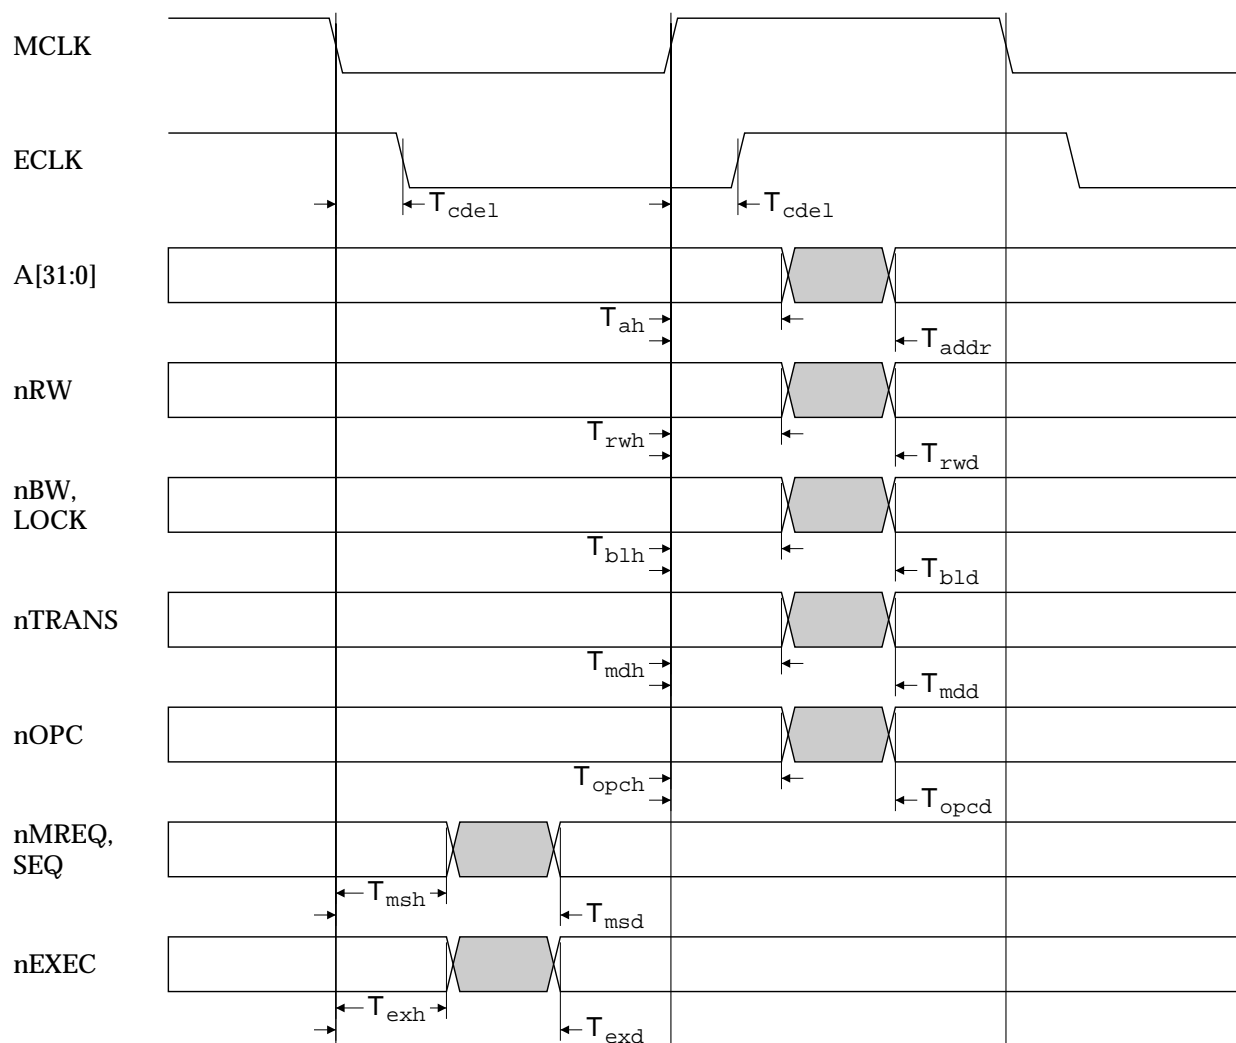 MCLK
ECLK
Tcdel Tcdel
A[31:0]
Tah
Taddr
nRW
Trwh
Trwd
nBW,
LOCK
Tblh
Tbld
nTRANS
Tmdh
Tmdd
nOPC
Topch
Topcd
nMREQ,
SEQ
Tmsh
Tmsd
nEXEC
Texh
Texd